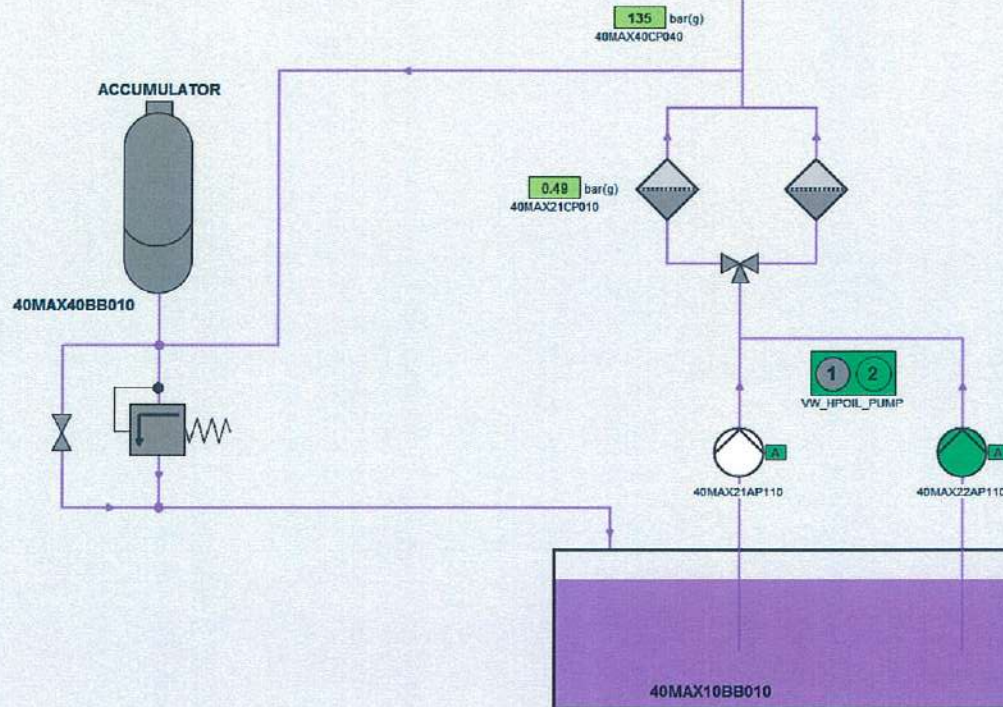 135 bar(g)
40MAX40CP040
ACCUMULATOR
0.49 bar(g)
40MAX21CP010
40MAX40BB010
1 2
VW_HPOIL_PUMP
A
A
40MAX21AP110
40MAX22AP110
40MAX10BB010